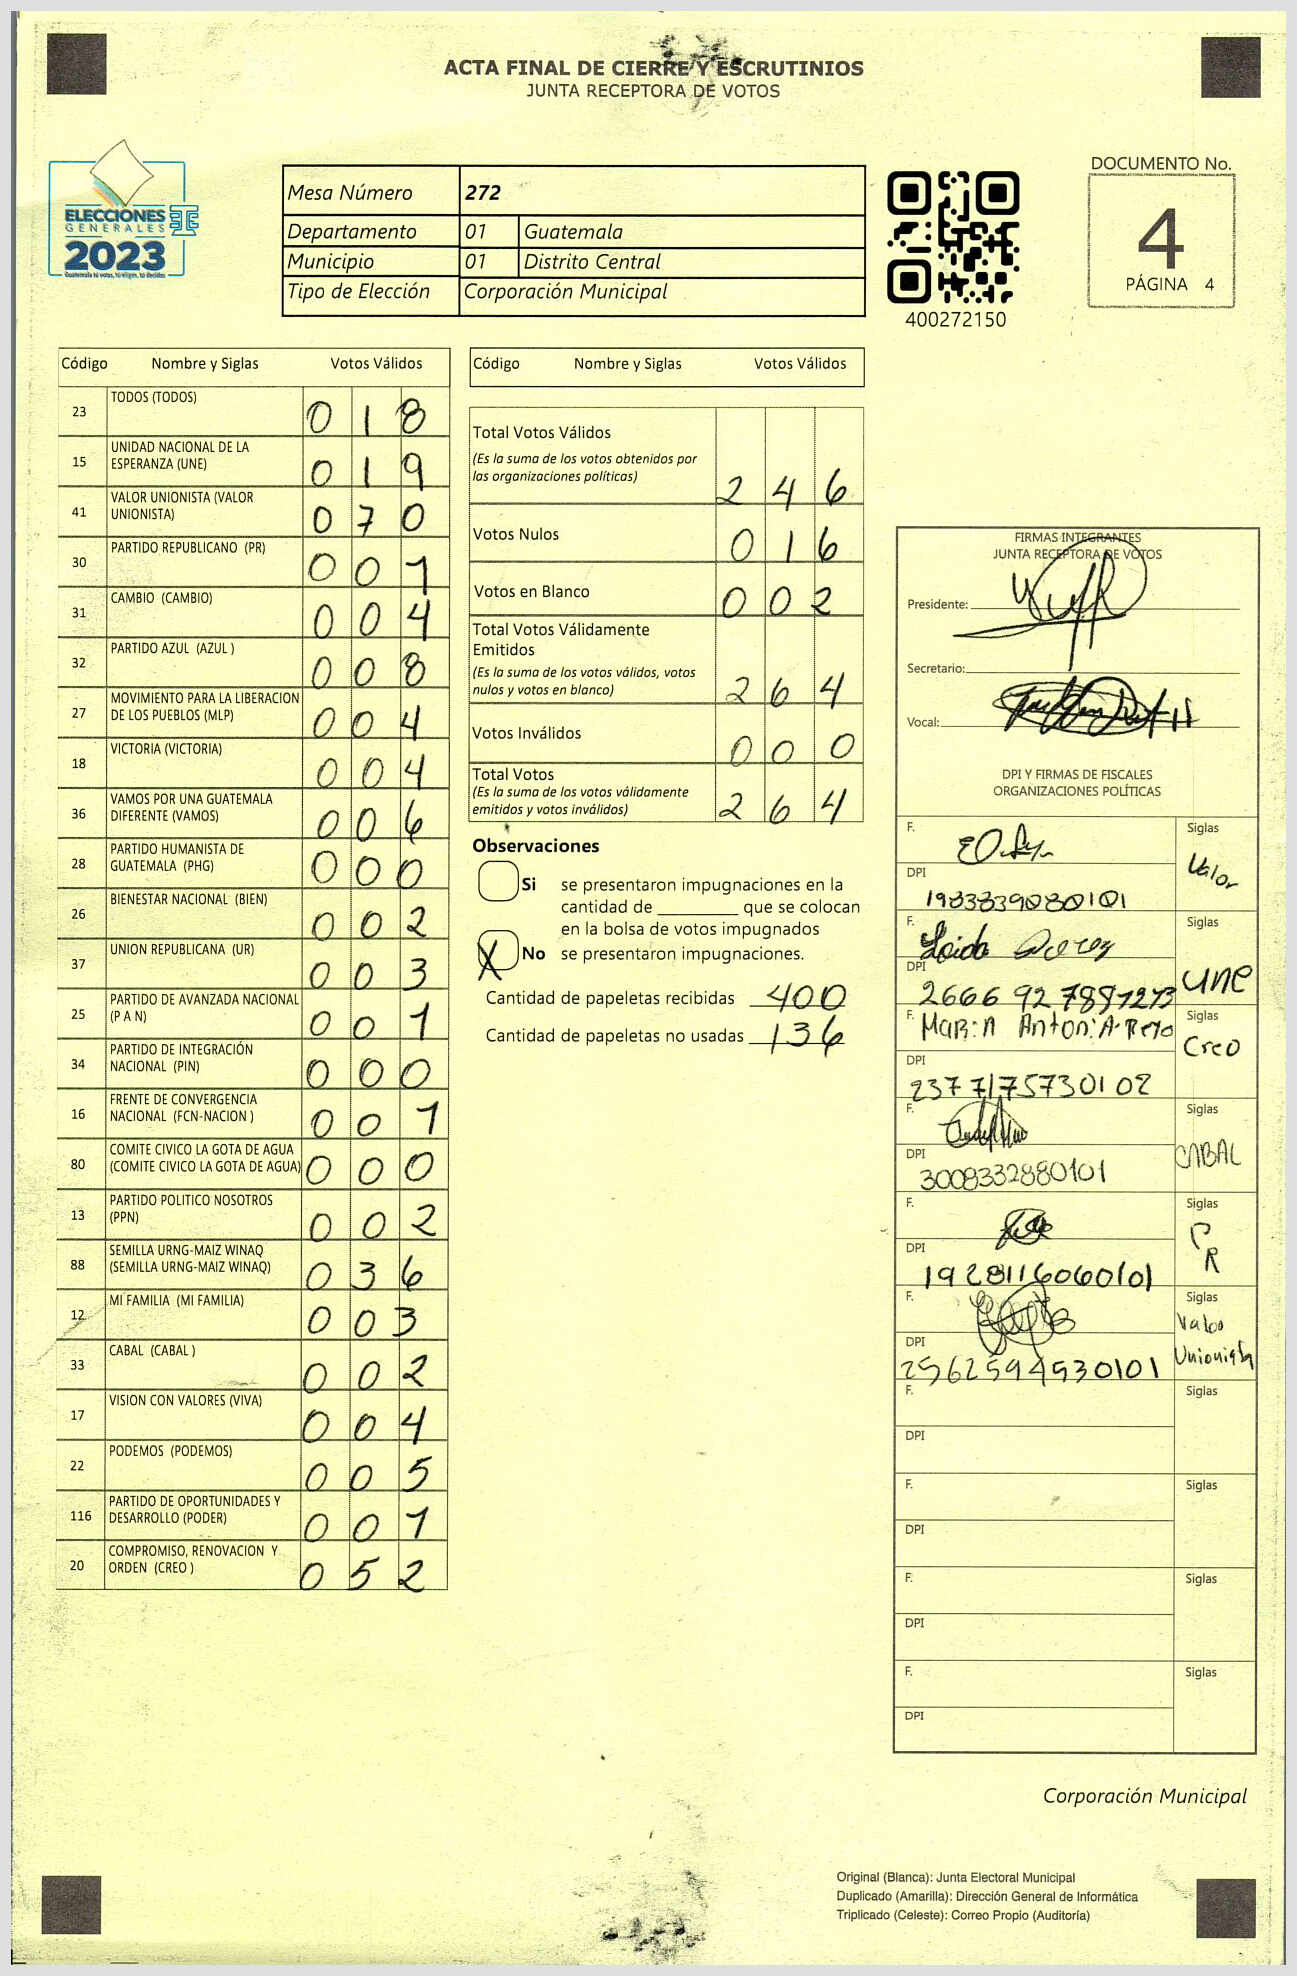 ACTA FINAL DE CIERRE Y ESCRUTINIOS
JUNTA RECEPTORA DE VOTOS
ELECCIONES
GENERALES
2023
Guatemala tú votas, tú eliges, tú decides
Mesa Número 272
Departamento 01 Guatemala
Municipio 01 Distrito Central
Tipo de Elección Corporación Municipal
400272150
DOCUMENTO No.
4
PÁGINA 4
Código Nombre y Siglas Votos Válidos
23 TODOS (TODOS) 0 1 8
15 UNIDAD NACIONAL DE LA
ESPERANZA (UNE) 0 1 9
41 VALOR UNIONISTA (VALOR
UNIONISTA) 0 7 0
30 PARTIDO REPUBLICANO (PR) 0 0 1
31 CAMBIO (CAMBIO) 0 0 4
32 PARTIDO AZUL (AZUL ) 0 0 8
27 MOVIMIENTO PARA LA LIBERACION
DE LOS PUEBLOS (MLP) 0 0 4
18 VICTORIA (VICTORIA) 0 0 4
36 VAMOS POR UNA GUATEMALA
DIFERENTE (VAMOS) 0 0 6
28 PARTIDO HUMANISTA DE
GUATEMALA (PHG) 0 0 0
26 BIENESTAR NACIONAL (BIEN) 0 0 2
37 UNION REPUBLICANA (UR) 0 0 3
25 PARTIDO DE AVANZADA NACIONAL
(P A N) 0 0 1
34 PARTIDO DE INTEGRACIÓN
NACIONAL (PIN) 0 0 0
16 FRENTE DE CONVERGENCIA
NACIONAL (FCN-NACION ) 0 0 1
80 COMITE CIVICO LA GOTA DE AGUA
(COMITE CIVICO LA GOTA DE AGUA) 0 0 0
13 PARTIDO POLITICO NOSOTROS
(PPN) 0 0 2
88 SEMILLA URNG-MAIZ WINAQ
(SEMILLA URNG-MAIZ WINAQ) 0 3 6
12 MI FAMILIA (MI FAMILIA) 0 0 3
33 CABAL (CABAL ) 0 0 2
17 VISION CON VALORES (VIVA) 0 0 4
22 PODEMOS (PODEMOS) 0 0 5
116 PARTIDO DE OPORTUNIDADES Y
DESARROLLO (PODER) 0 0 1
20 COMPROMISO, RENOVACION Y
ORDEN (CREO ) 0 5 2
Código Nombre y Siglas Votos Válidos
Total Votos Válidos
(Es la suma de los votos obtenidos por
las organizaciones políticas) 2 4 6
Votos Nulos 0 1 6
Votos en Blanco 0 0 2
Total Votos Válidamente
Emitidos
(Es la suma de los votos válidos, votos
nulos y votos en blanco) 2 6 4
Votos Inválidos 0 0 0
Total Votos
(Es la suma de los votos válidamente
emitidos y votos inválidos) 2 6 4
Observaciones
Si se presentaron impugnaciones en la
cantidad de ________ que se colocan
en la bolsa de votos impugnados
X No se presentaron impugnaciones.
Cantidad de papeletas recibidas 400
Cantidad de papeletas no usadas 136
FIRMAS INTEGRANTES
JUNTA RECEPTORA DE VOTOS
Presidente:
Secretario:
Vocal:
DPI Y FIRMAS DE FISCALES
ORGANIZACIONES POLÍTICAS
F. Siglas
Valor
DPI
198339080101
F. Siglas
DPI UNE
2666 92788 1273
F. Siglas
Creo
DPI
2377175730102
F. Siglas
CABAL
DPI
3008332880101
F. Siglas
PR
DPI
1928116060101
F. Siglas
Valor
Unionista
DPI
2562594530101
F. Siglas
DPI
F. Siglas
DPI
F. Siglas
DPI
F. Siglas
DPI
Corporación Municipal
Original (Blanca): Junta Electoral Municipal
Duplicado (Amarilla): Dirección General de Informática
Triplicado (Celeste): Correo Propio (Auditoría)